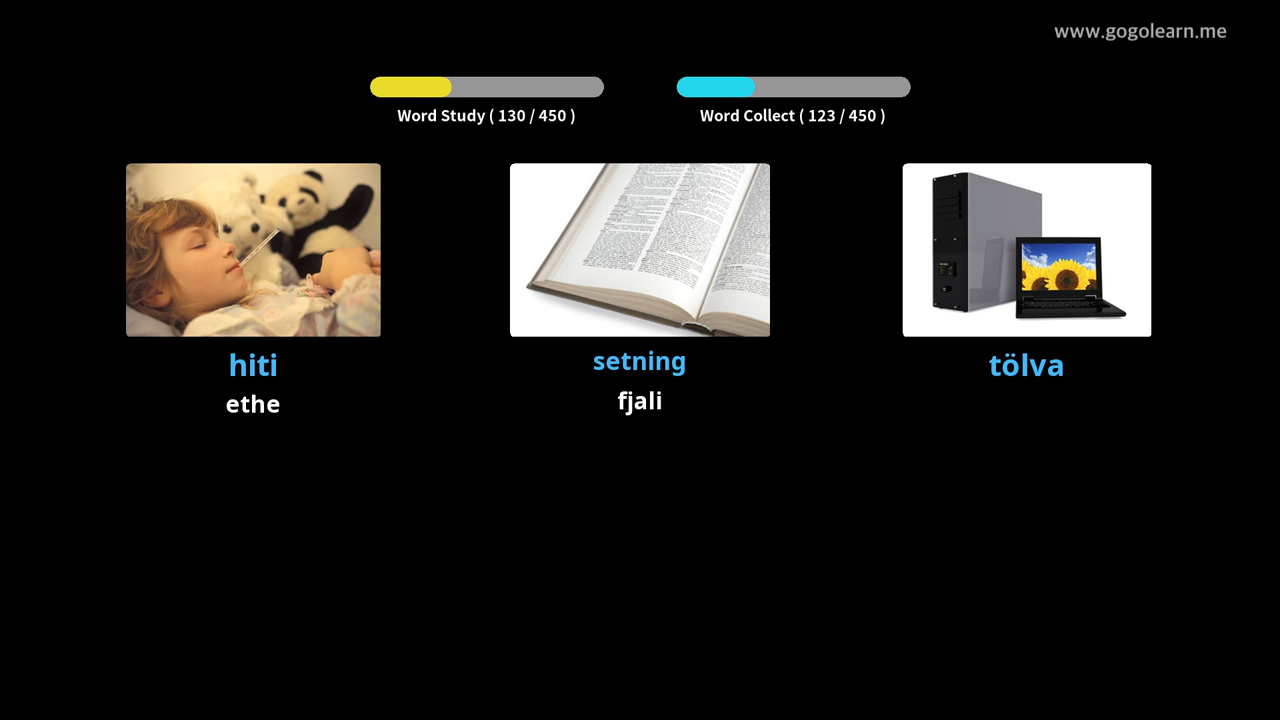 www.gogolearn.me
Word Study ( 130 / 450 )
Word Collect ( 123 / 450 )
hiti
ethe
setning
fjali
tölva